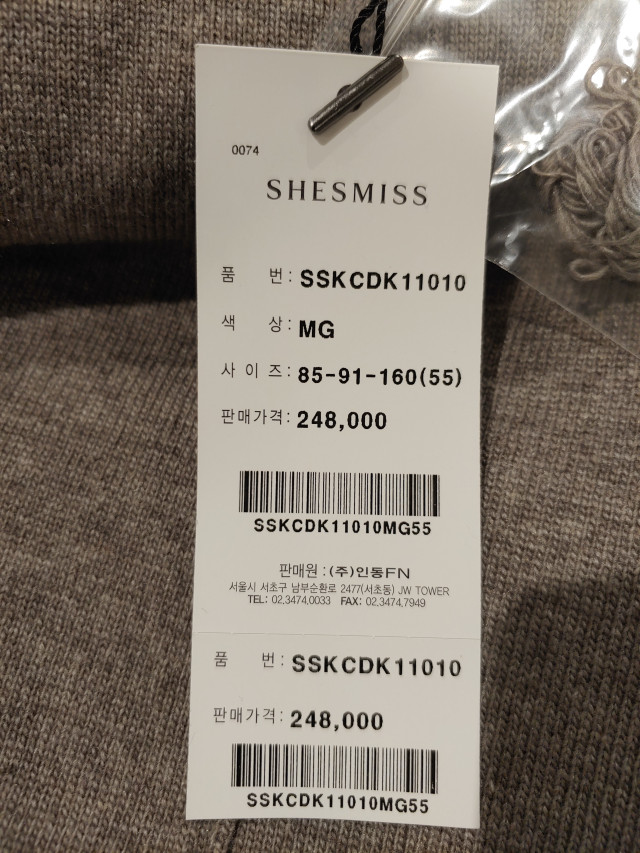 0074
SHESMISS
품 번: SSKCDK11010
색 상: MG
사 이 즈: 85-91-160(55)
판매가격: 248,000
SSKCDK11010MG55
판매원 : (주)인동FN
서울시 서초구 남부순환로 2477(서초동) JW TOWER
TEL: 02.3474.0033 FAX: 02.3474.7949
품 번: SSKCDK11010
판매가격: 248,000
SSKCDK11010MG55